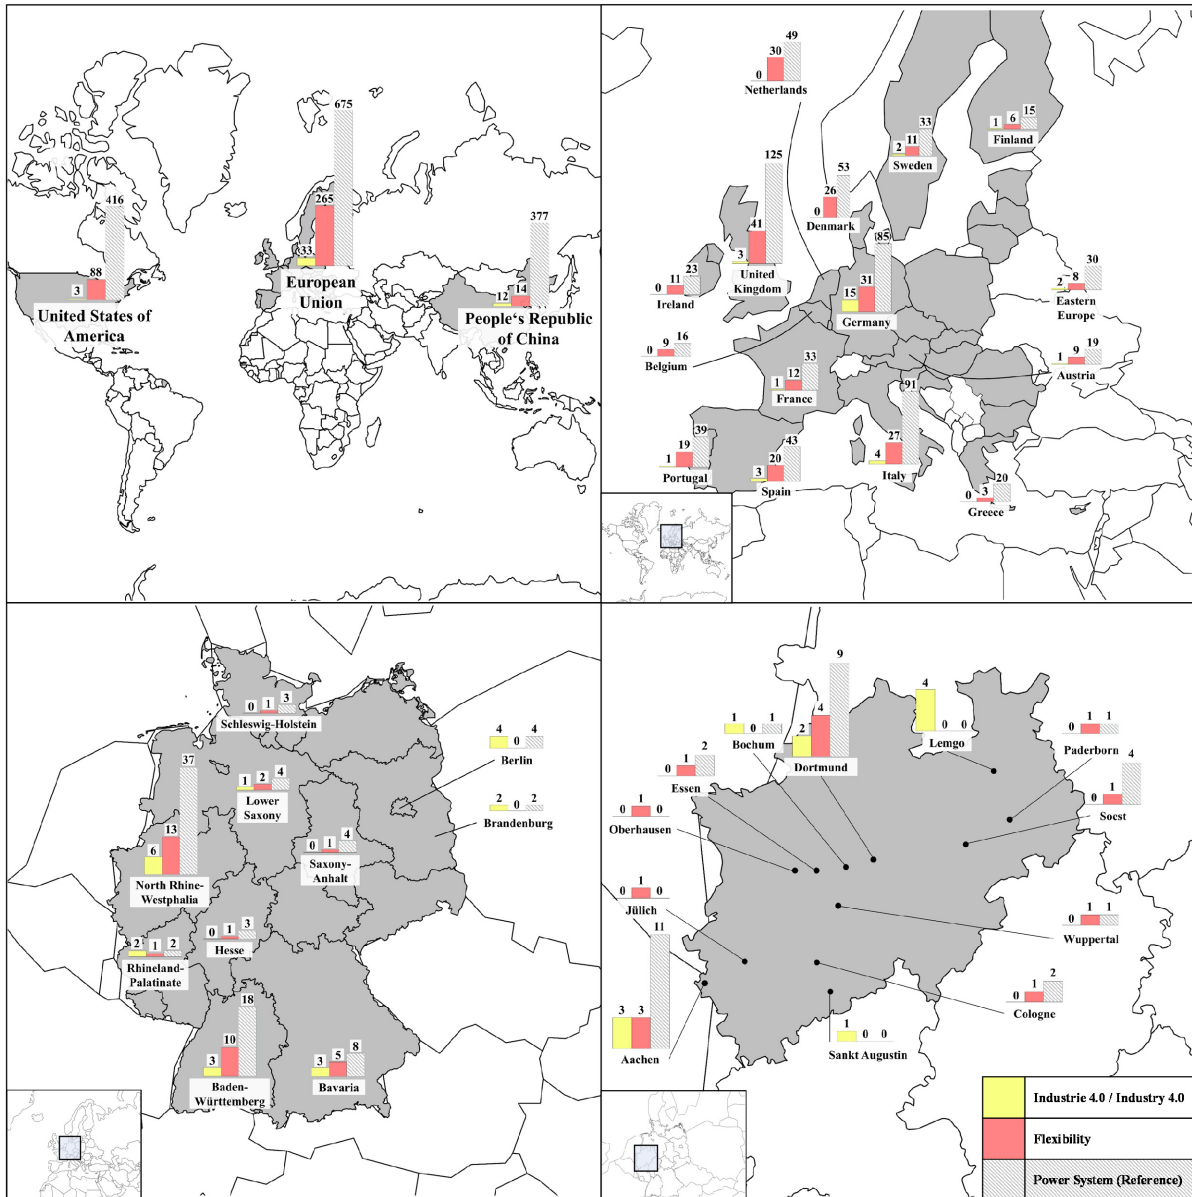 675
416
88
3
United States of
America
265
33
European
Union
377
14
12
People‘s Republic
of China
49
30
0
Netherlands
15
6
1
Finland
33
11
2
Sweden
125
41
3
United
Kingdom
53
26
0
Denmark
85
31
15
Germany
23
11
0
Ireland
30
8
2
Eastern
Europe
16
9
0
Belgium
33
12
1
France
19
9
1
Austria
91
27
4
Italy
39
19
1
Portugal
43
20
3
Spain
20
3
0
Greece
0 1 3
Schleswig-Holstein
4 0 4
Berlin
1 2 4
Lower
Saxony
2 0 2
Brandenburg
37
13
6
North Rhine-
Westphalia
0 1 4
Saxony-
Anhalt
0 1 3
Hesse
2 1 2
Rhineland-
Palatinate
18
10
3
Baden-
Württemberg
3 5 8
Bavaria
9
4
2
Dortmund
4
0 0
Lemgo
1 0 1
Bochum
0 1 1
Paderborn
0 1 2
Essen
0 1 4
Soest
0 1 0
Oberhausen
0 1 0
Jülich
0 1 1
Wuppertal
11
3 3
Aachen
0 1 2
Cologne
1 0 0
Sankt Augustin
Industrie 4.0 / Industry 4.0
Flexibility
Power System (Reference)